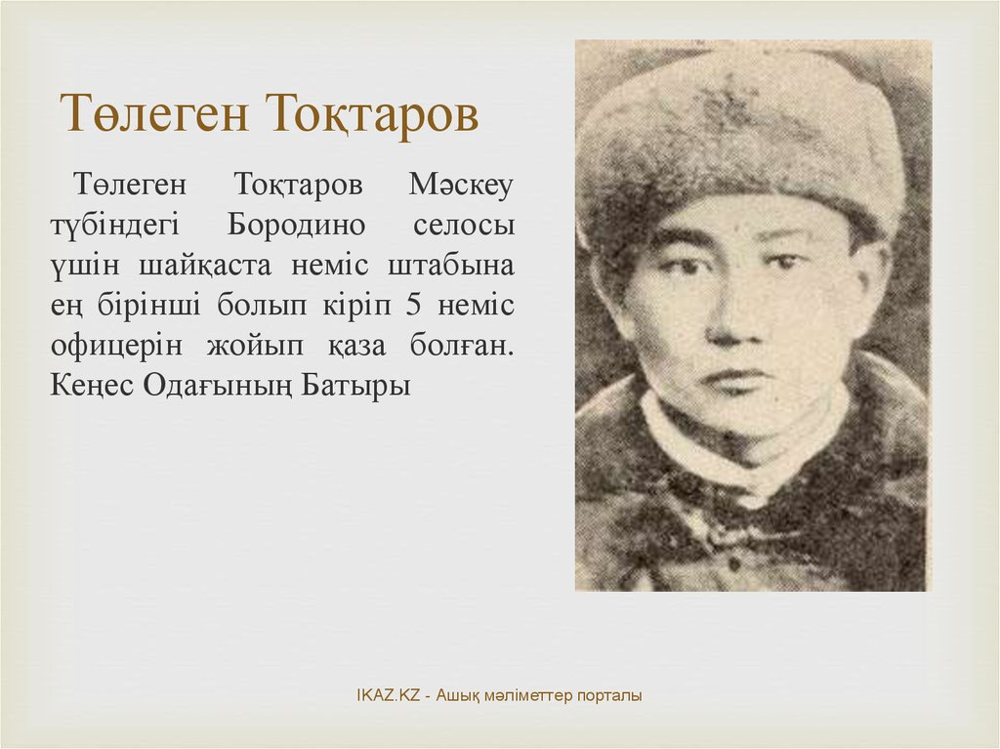 Төлеген Тоқтаров
Төлеген Тоқтаров Мәскеу
түбіндегі Бородино селосы
үшін шайқаста неміс штабына
ең бірінші болып кіріп 5 неміс
офицерін жойып қаза болған.
Кеңес Одағының Батыры
IKAZ.KZ - Ашық мәліметтер порталы